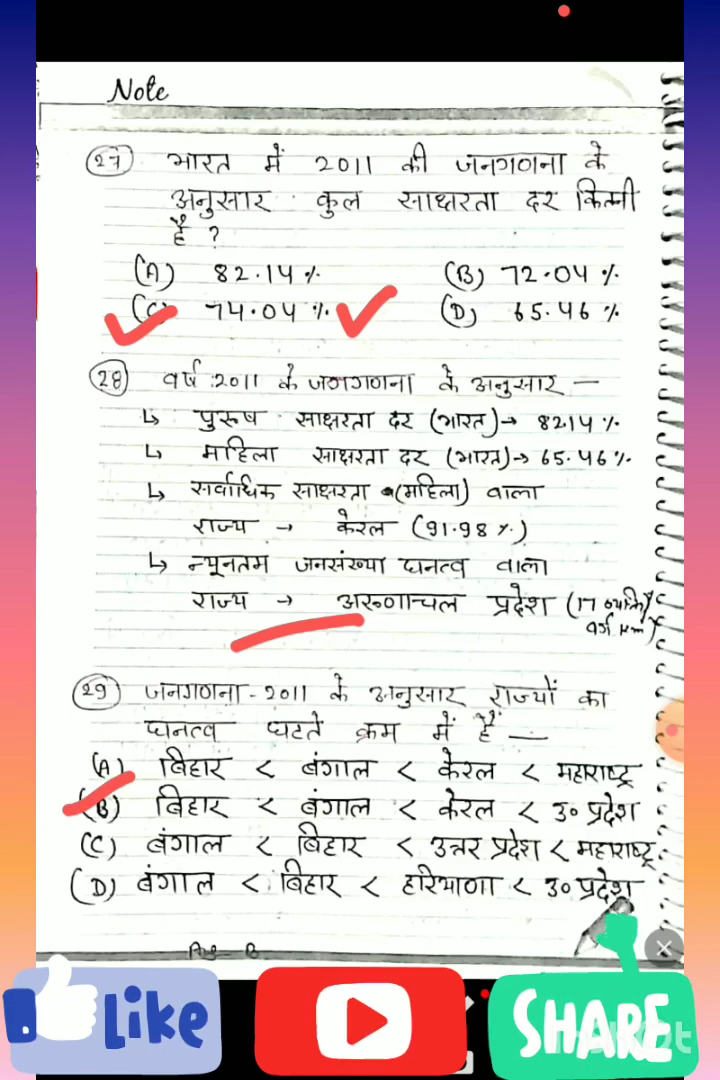 Note
(27) भारत में 2011 की जनगणना के
अनुसार कुल साक्षरता दर कितनी
है ?
(A) 82.14% (B) 72.04%
(C) 74.04% (D) 65.46%
(28) वर्ष 2011 के जनगणना के अनुसार —
↳ पुरुष साक्षरता दर (भारत) → 82.14%
↳ महिला साक्षरता दर (भारत) → 65.46%
↳ सर्वाधिक साक्षरता (महिला) वाला
राज्य → केरल (91.98%)
↳ न्यूनतम जनसंख्या घनत्व वाला
राज्य → अरुणाचल प्रदेश (17 व्यक्ति/
वर्ग km)
(29) जनगणना - 2011 के अनुसार राज्यों का
घनत्व घटते क्रम में हैं —
(A) बिहार < बंगाल < केरल < महाराष्ट्र
(B) बिहार < बंगाल < केरल < उ० प्रदेश
(C) बंगाल < बिहार < उत्तर प्रदेश < महाराष्ट्र
(D) बंगाल < बिहार < हरियाणा < उ० प्रदेश
Ans - B
Like
SHARE